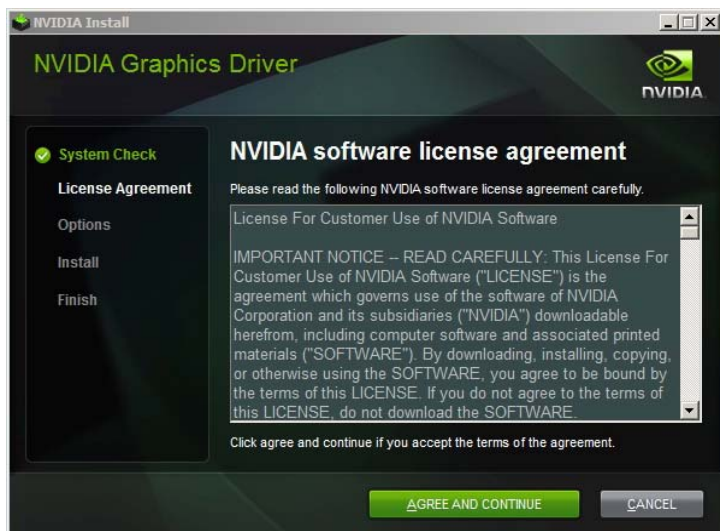 NVIDIA Install
NVIDIA Graphics Driver
NVIDIA
System Check
License Agreement
Options
Install
Finish
NVIDIA software license agreement
Please read the following NVIDIA software license agreement carefully.
License For Customer Use of NVIDIA Software
IMPORTANT NOTICE -- READ CAREFULLY: This License For
Customer Use of NVIDIA Software ("LICENSE") is the
agreement which governs use of the software of NVIDIA
Corporation and its subsidiaries ("NVIDIA") downloadable
herefrom, including computer software and associated printed
materials ("SOFTWARE"). By downloading, installing, copying,
or otherwise using the SOFTWARE, you agree to be bound by
the terms of this LICENSE. If you do not agree to the terms of
this LICENSE, do not download the SOFTWARE.
Click agree and continue if you accept the terms of the agreement.
AGREE AND CONTINUE
CANCEL